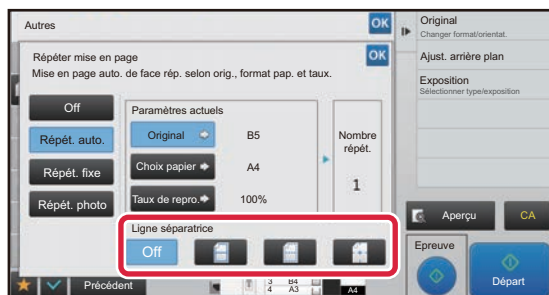 Autres
OK
Répéter mise en page
OK
Mise en page auto. de face rép. selon orig., format pap. et taux.
Off
Répét. auto.
Répét. fixe
Répét. photo
Paramètres actuels
Original
B5
Choix papier
A4
Taux de repro.
100%
Nombre
répét.
1
Ligne séparatrice
Off
Précédent
3 B4
4 A3
A4
Original
Changer format/orientat.
Ajust. arrière plan
Exposition
Sélectionner type/exposition
Aperçu
CA
Epreuve
Départ